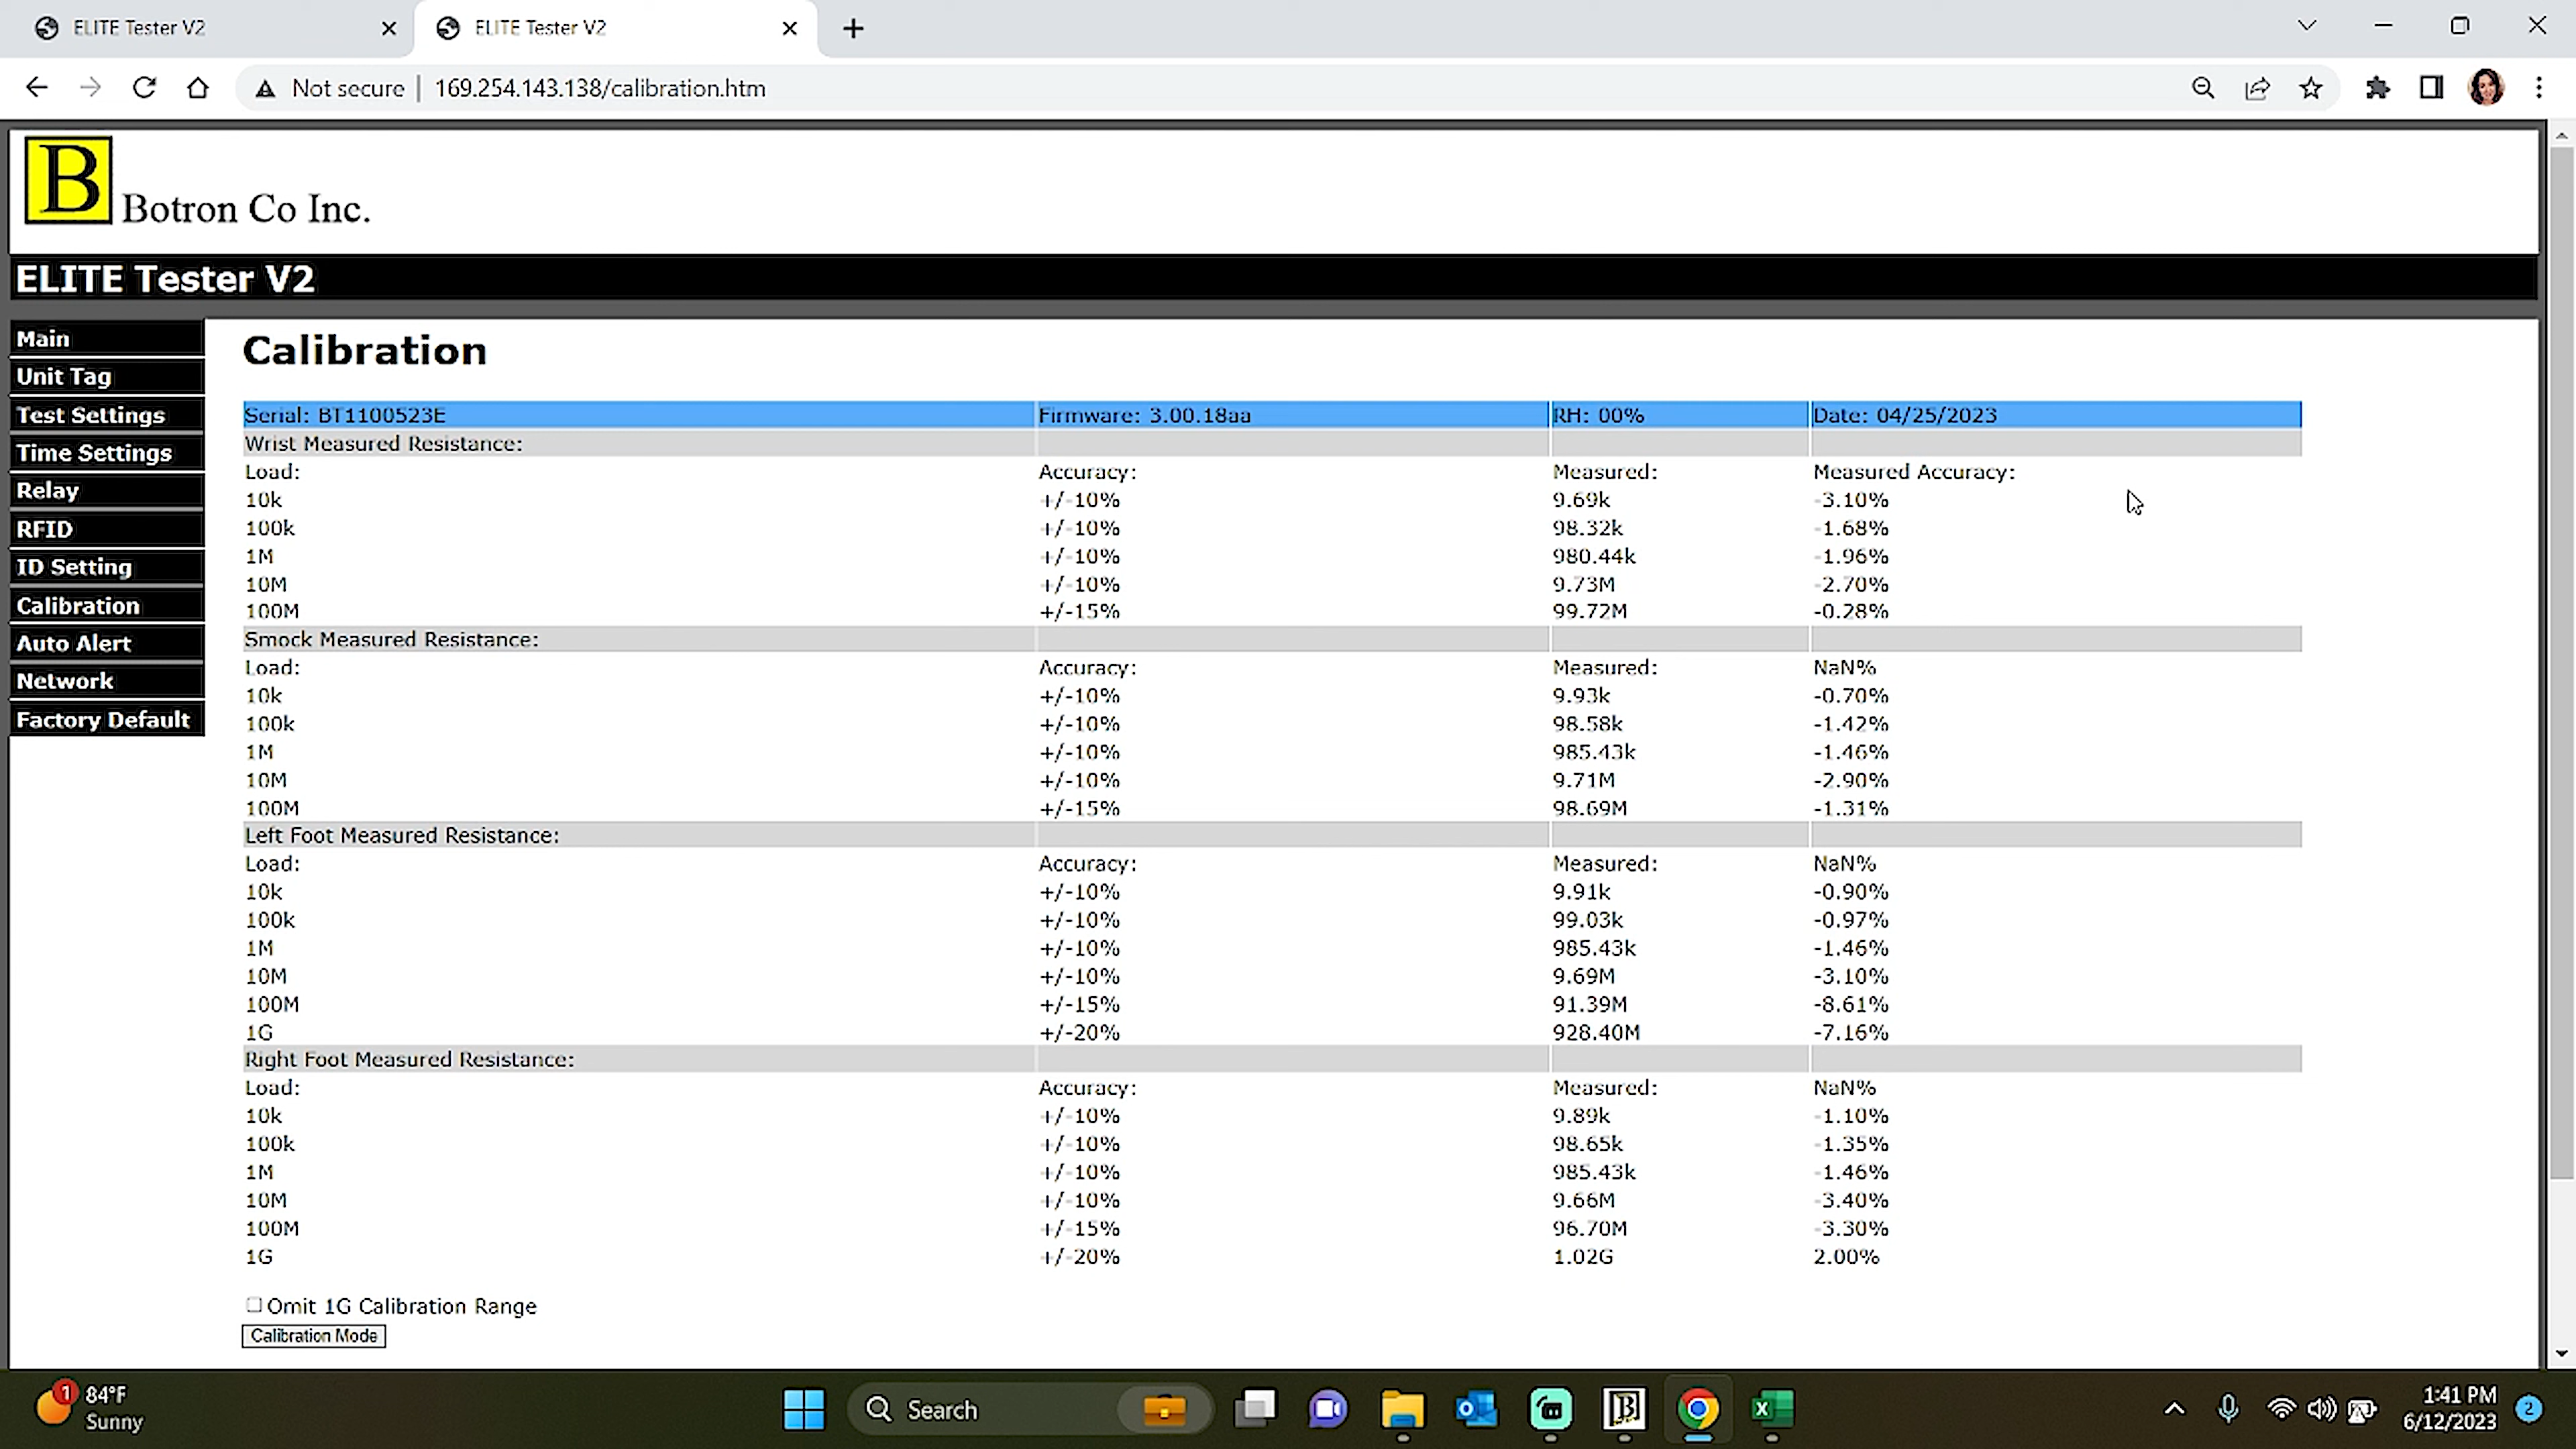 ELITE Tester V2
ELITE Tester V2
Not secure | 169.254.143.138/calibration.htm
B Botron Co Inc.
ELITE Tester V2
Main
Unit Tag
Test Settings
Time Settings
Relay
RFID
ID Setting
Calibration
Auto Alert
Network
Factory Default
Calibration
Serial: BT1100523E Firmware: 3.00.18aa RH: 00% Date: 04/25/2023
Wrist Measured Resistance:
Load: Accuracy: Measured: Measured Accuracy:
10k +/-10% 9.69k -3.10%
100k +/-10% 98.32k -1.68%
1M +/-10% 980.44k -1.96%
10M +/-10% 9.73M -2.70%
100M +/-15% 99.72M -0.28%
Smock Measured Resistance:
Load: Accuracy: Measured: NaN%
10k +/-10% 9.93k -0.70%
100k +/-10% 98.58k -1.42%
1M +/-10% 985.43k -1.46%
10M +/-10% 9.71M -2.90%
100M +/-15% 98.69M -1.31%
Left Foot Measured Resistance:
Load: Accuracy: Measured: NaN%
10k +/-10% 9.91k -0.90%
100k +/-10% 99.03k -0.97%
1M +/-10% 985.43k -1.46%
10M +/-10% 9.69M -3.10%
100M +/-15% 91.39M -8.61%
1G +/-20% 928.40M -7.16%
Right Foot Measured Resistance:
Load: Accuracy: Measured: NaN%
10k +/-10% 9.89k -1.10%
100k +/-10% 98.65k -1.35%
1M +/-10% 985.43k -1.46%
10M +/-10% 9.66M -3.40%
100M +/-15% 96.70M -3.30%
1G +/-20% 1.02G 2.00%
Omit 1G Calibration Range
Calibration Mode
1 84°F
Sunny
Search
B
1:41 PM
6/12/2023
2